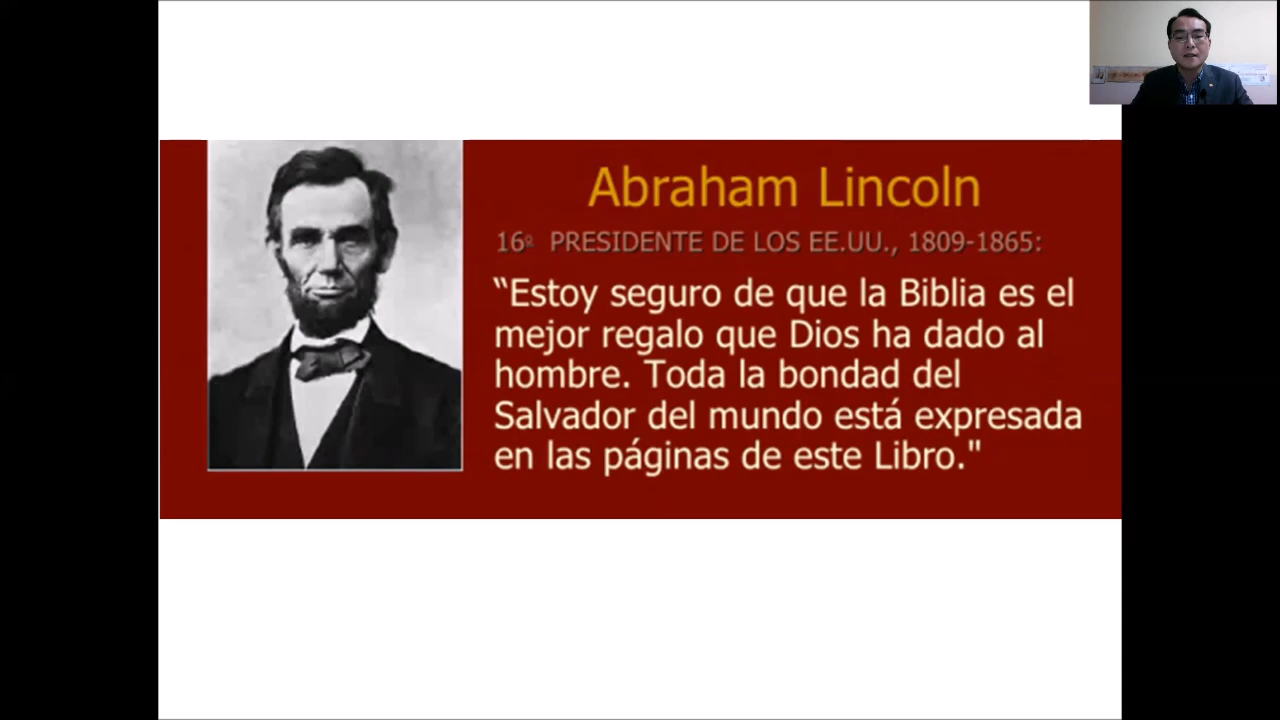 Abraham Lincoln
16º PRESIDENTE DE LOS EE.UU., 1809-1865:
“Estoy seguro de que la Biblia es el
mejor regalo que Dios ha dado al
hombre. Toda la bondad del
Salvador del mundo está expresada
en las páginas de este Libro."